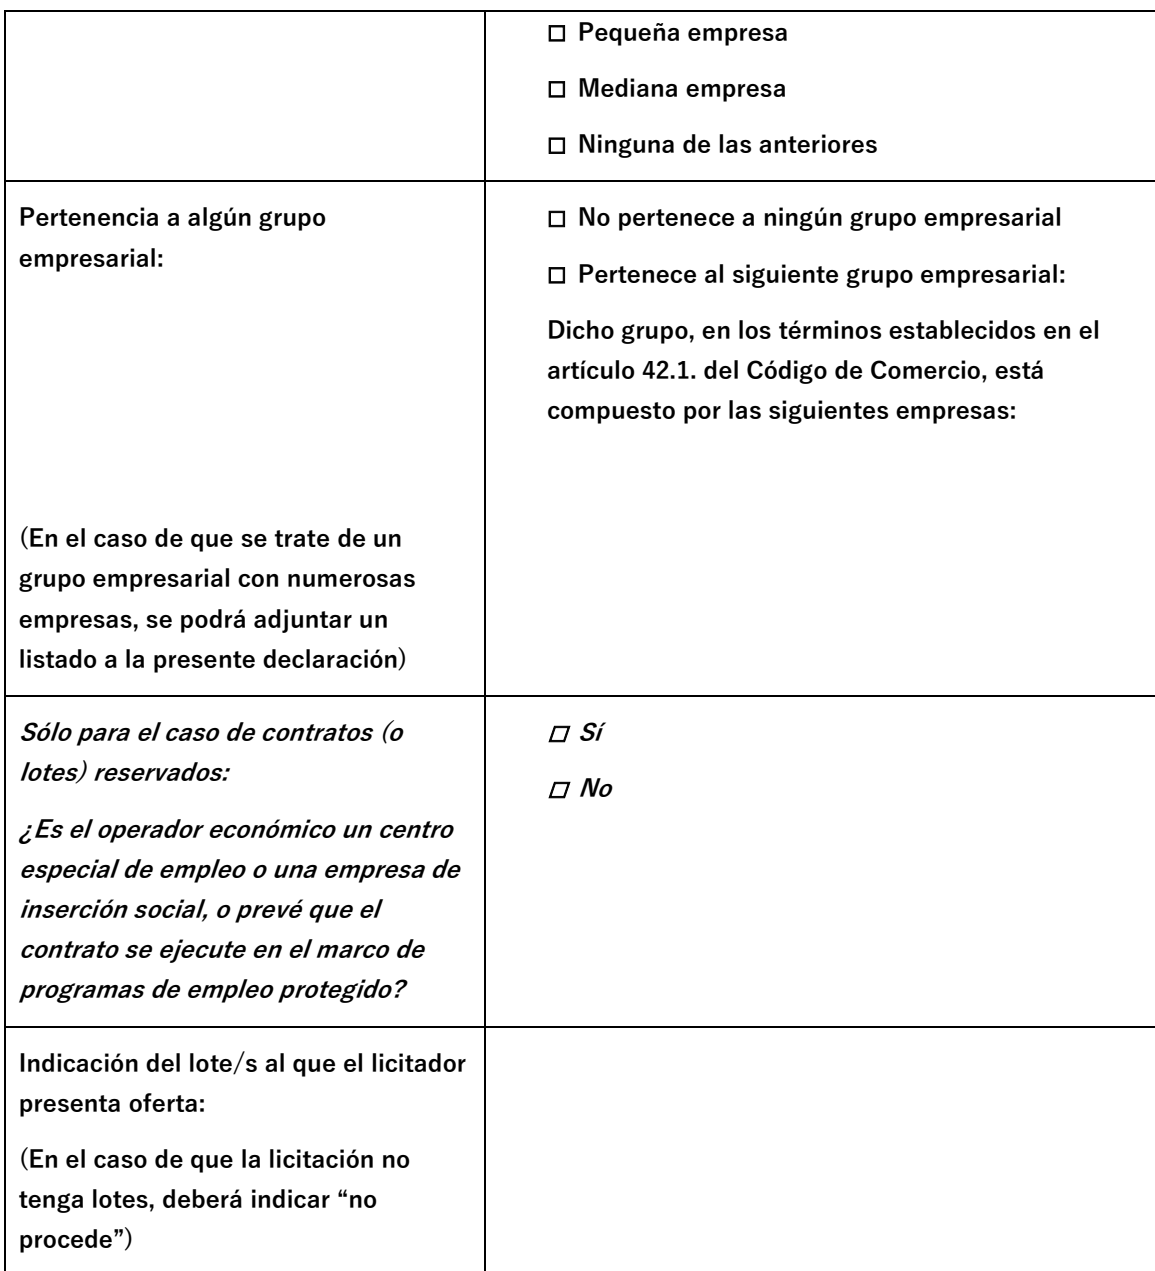 □ Pequeña empresa
□ Mediana empresa
□ Ninguna de las anteriores
Pertenencia a algún grupo
empresarial:
(En el caso de que se trate de un
grupo empresarial con numerosas
empresas, se podrá adjuntar un
listado a la presente declaración)
□ No pertenece a ningún grupo empresarial
□ Pertenece al siguiente grupo empresarial:
Dicho grupo, en los términos establecidos en el
artículo 42.1. del Código de Comercio, está
compuesto por las siguientes empresas:
Sólo para el caso de contratos (o
lotes) reservados:
¿Es el operador económico un centro
especial de empleo o una empresa de
inserción social, o prevé que el
contrato se ejecute en el marco de
programas de empleo protegido?
□ Sí
□ No
Indicación del lote/s al que el licitador
presenta oferta:
(En el caso de que la licitación no
tenga lotes, deberá indicar “no
procede”)